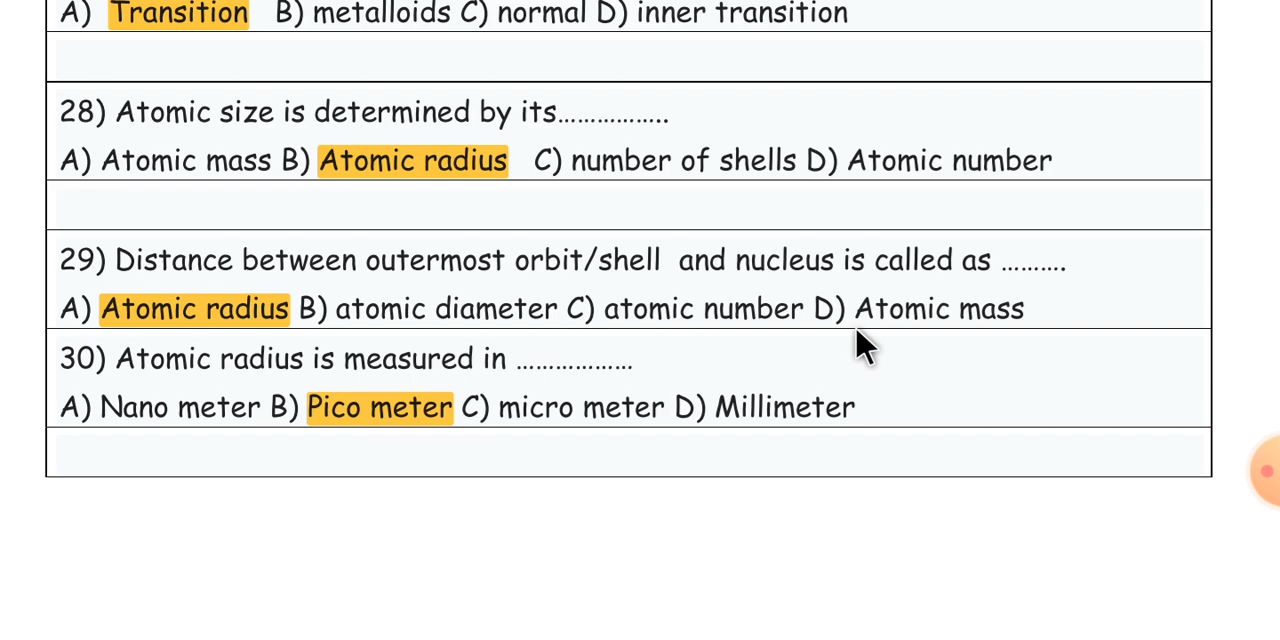 A) Transition B) metalloids C) normal D) inner transition
28) Atomic size is determined by its……………..
A) Atomic mass B) Atomic radius C) number of shells D) Atomic number
29) Distance between outermost orbit/shell and nucleus is called as ……….
A) Atomic radius B) atomic diameter C) atomic number D) Atomic mass
30) Atomic radius is measured in ………………
A) Nano meter B) Pico meter C) micro meter D) Millimeter